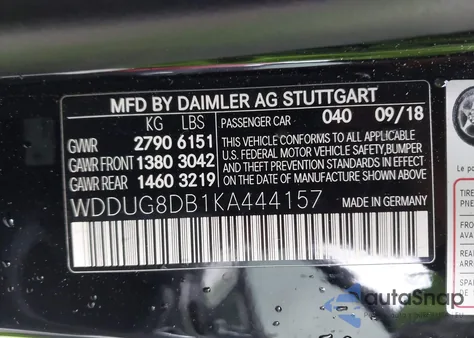 MFD BY DAIMLER AG STUTTGART
KG LBS PASSENGER CAR 040 09/18
GVWR 2790 6151 THIS VEHICLE CONFORMS TO ALL APPLICABLE
GAWR FRONT 1380 3042 U.S. FEDERAL MOTOR VEHICLE SAFETY,BUMPER
AND THEFT PREVENTION STANDARDS IN EFFECT
GAWR REAR 1460 3219 ON THE DATE OF MANUFACTURE SHOWN ABOVE.
WDDUG8DB1KA444157 MADE IN GERMANY
TIRE
autoSnap